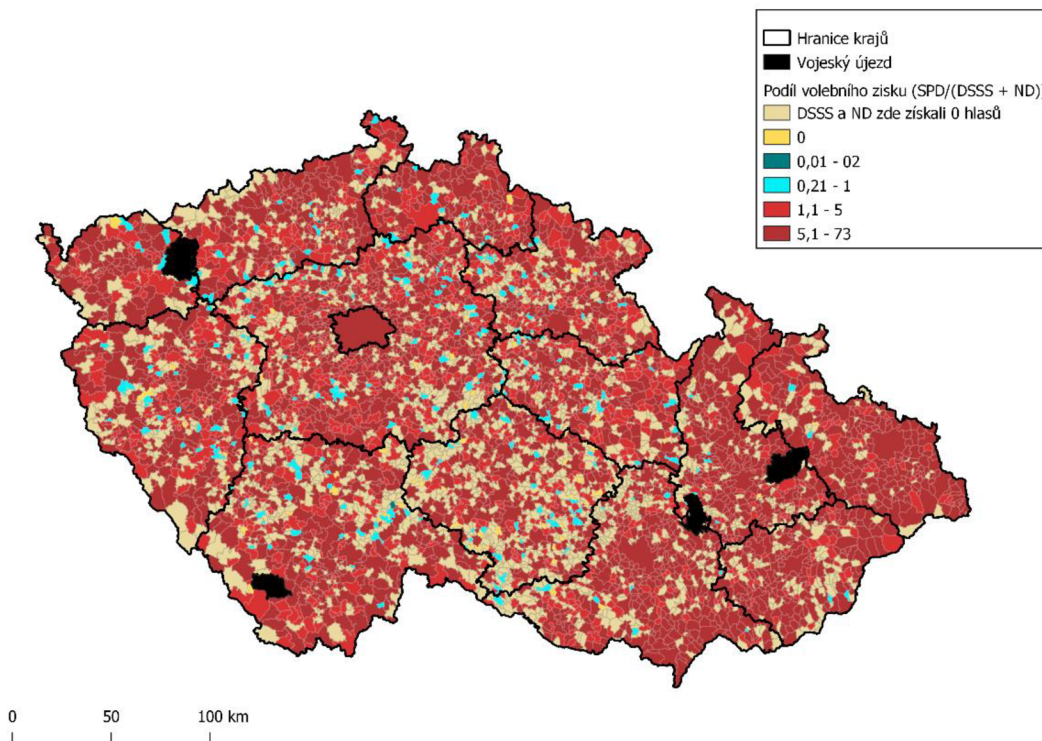 Hranice krajů
Vojeský újezd
Podíl volebního zisku (SPD/(DSSS + ND))
DSSS a ND zde získali 0 hlasů
0
0,01 - 02
0,21 - 1
1,1 - 5
5,1 - 73
0 50 100 km